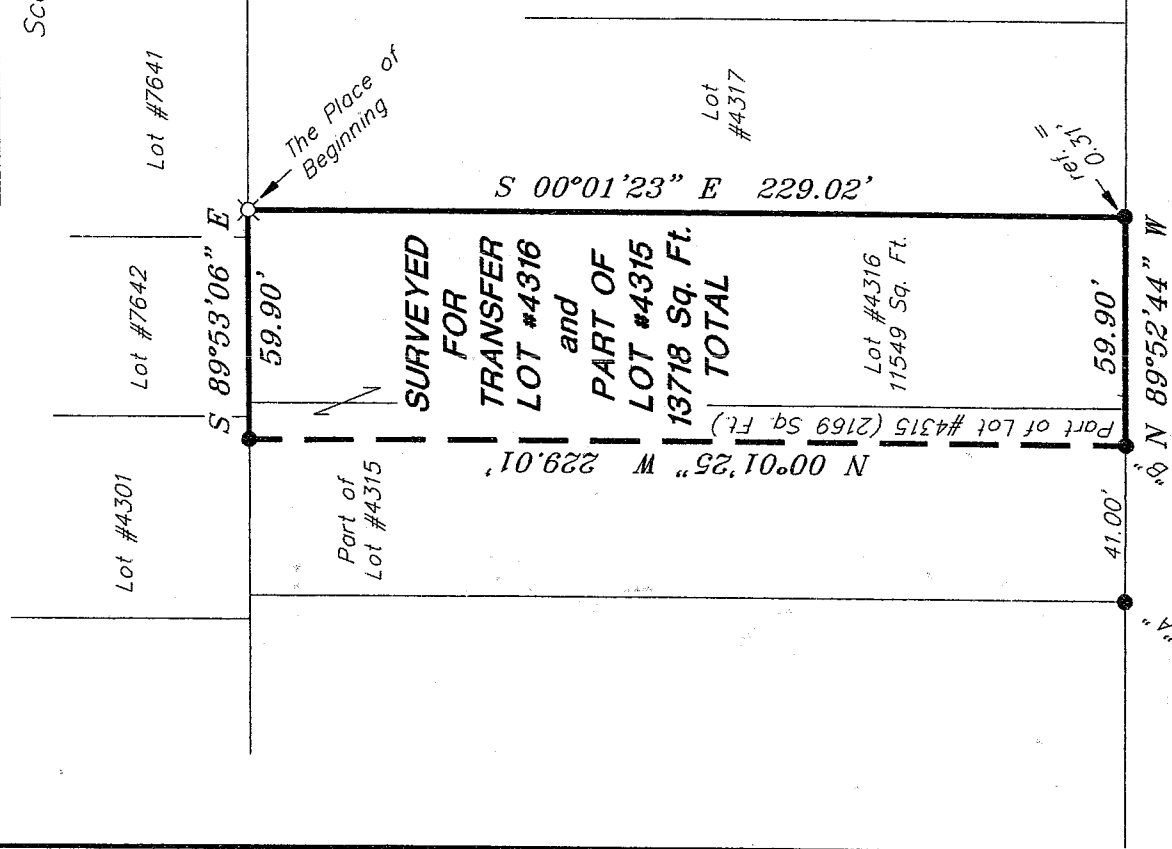 Sc
Lot #7641
The Place of
Beginning
Lot
#4317
ref. =
0.31'
S 00°01'23" E 229.02'
S 89°53'06" E
59.90'
Lot #7642
SURVEYED
FOR
TRANSFER
LOT #4316
and
PART OF
LOT #4315
13718 Sq. Ft.
TOTAL
Lot #4316
11549 Sq. Ft.
59.90'
N 89°52'44" W
Part of Lot #4315 (2169 Sq. Ft.)
N 00°01'25" W 229.01'
"B"
Lot #4301
Part of
Lot #4315
41.00'
"A"